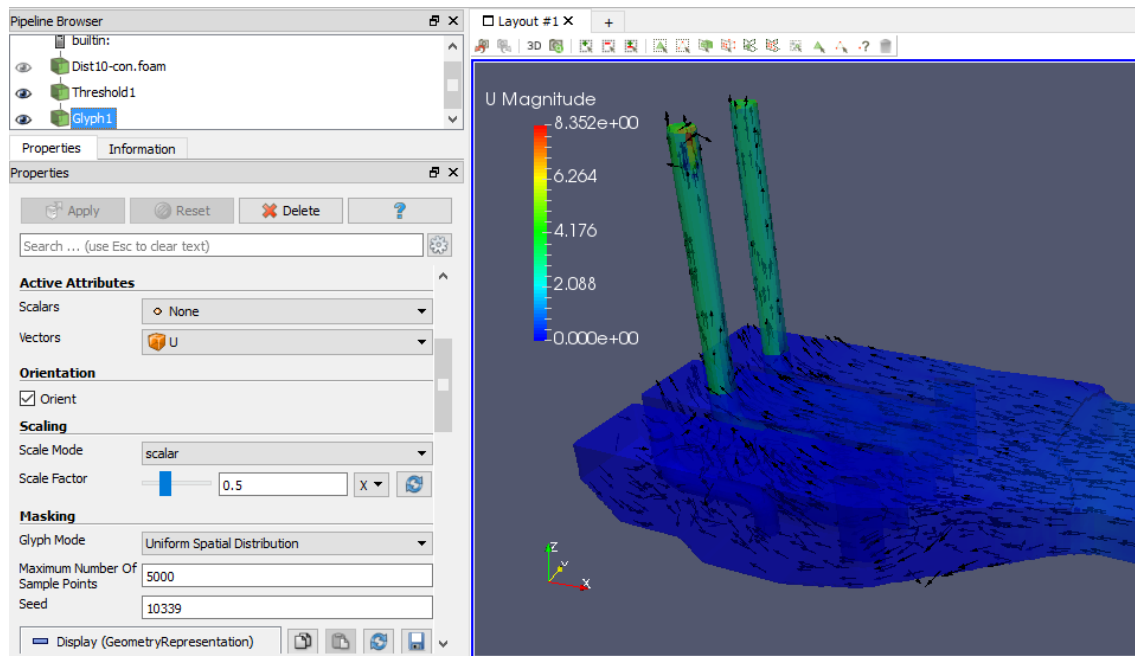 Pipeline Browser
builtin:
Dist10-con.foam
Threshold1
Glyph1
Properties Information
Properties
Apply Reset Delete ?
Search ... (use Esc to clear text)
Active Attributes
Scalars None
Vectors U
Orientation
Orient
Scaling
Scale Mode scalar
Scale Factor 0.5 X
Masking
Glyph Mode Uniform Spatial Distribution
Maximum Number Of
Sample Points 5000
Seed 10339
Display (GeometryRepresentation)
Layout #1 X +
3D
U Magnitude
8.352e+00
6.264
4.176
2.088
0.000e+00
Z
Y
X